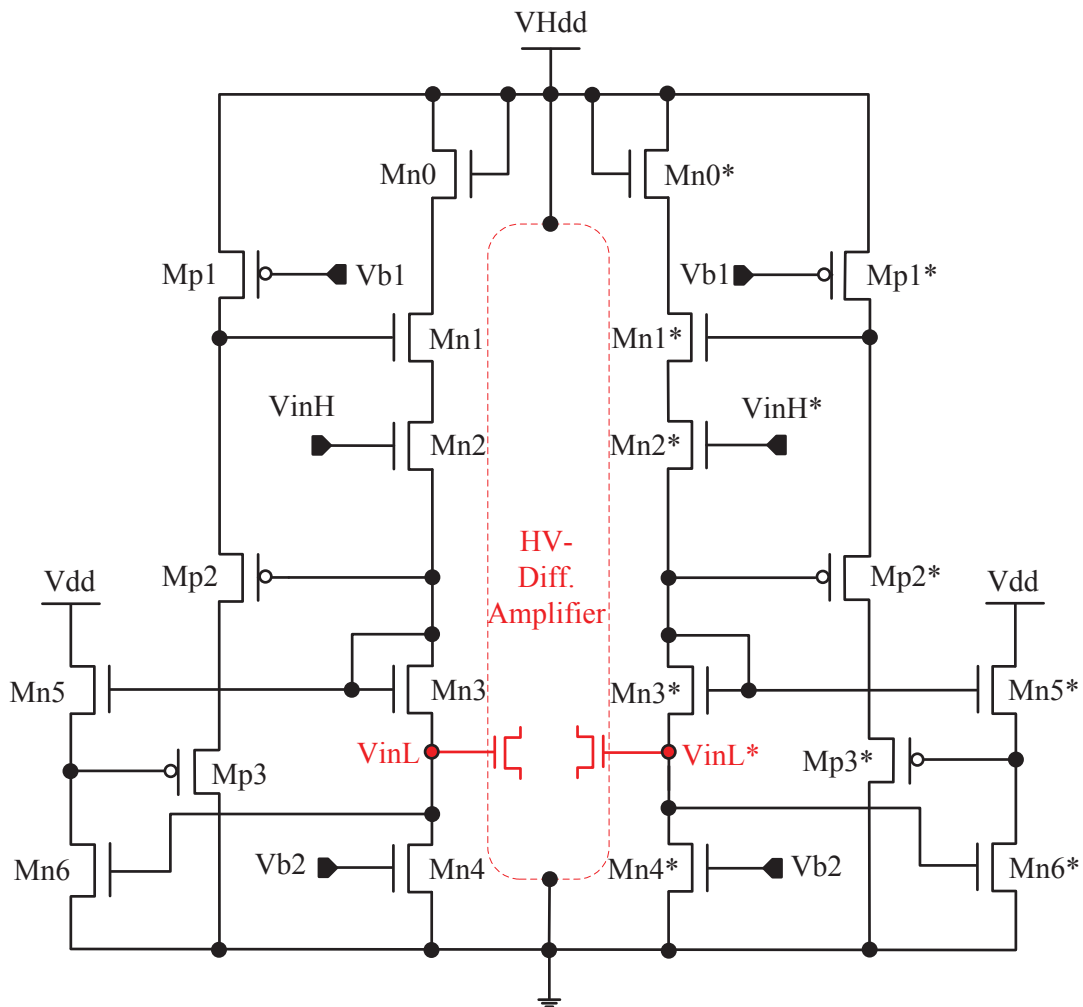 VHdd
Mn0
Mn0*
Mp1
Vb1
Vb1
Mp1*
Mn1
Mn1*
VinH
VinH*
Mn2
Mn2*
HV-
Diff.
Amplifier
Vdd
Mp2
Mp2*
Vdd
Mn5
Mn3
Mn3*
Mn5*
VinL
VinL*
Mp3
Mp3*
Mn6
Vb2
Mn4
Mn4*
Vb2
Mn6*